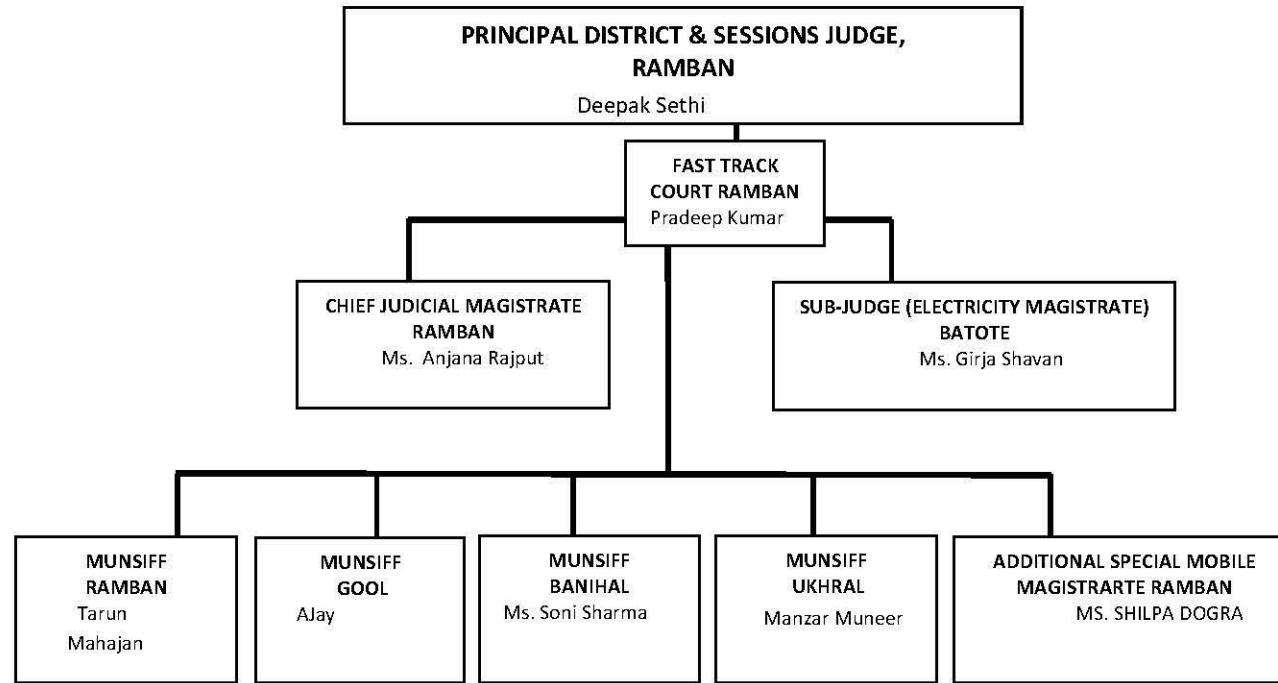 PRINCIPAL DISTRICT & SESSIONS JUDGE,
RAMBAN
Deepak Sethi
FAST TRACK
COURT RAMBAN
Pradeep Kumar
CHIEF JUDICIAL MAGISTRATE
RAMBAN
Ms. Anjana Rajput
SUB-JUDGE (ELECTRICITY MAGISTRATE)
BATOTE
Ms. Girja Shavan
MUNSIFF
RAMBAN
Tarun
Mahajan
MUNSIFF
GOOL
AJay
MUNSIFF
BANIHAL
Ms. Soni Sharma
MUNSIFF
UKHRAL
Manzar Muneer
ADDITIONAL SPECIAL MOBILE
MAGISTRARTE RAMBAN
MS. SHILPA DOGRA